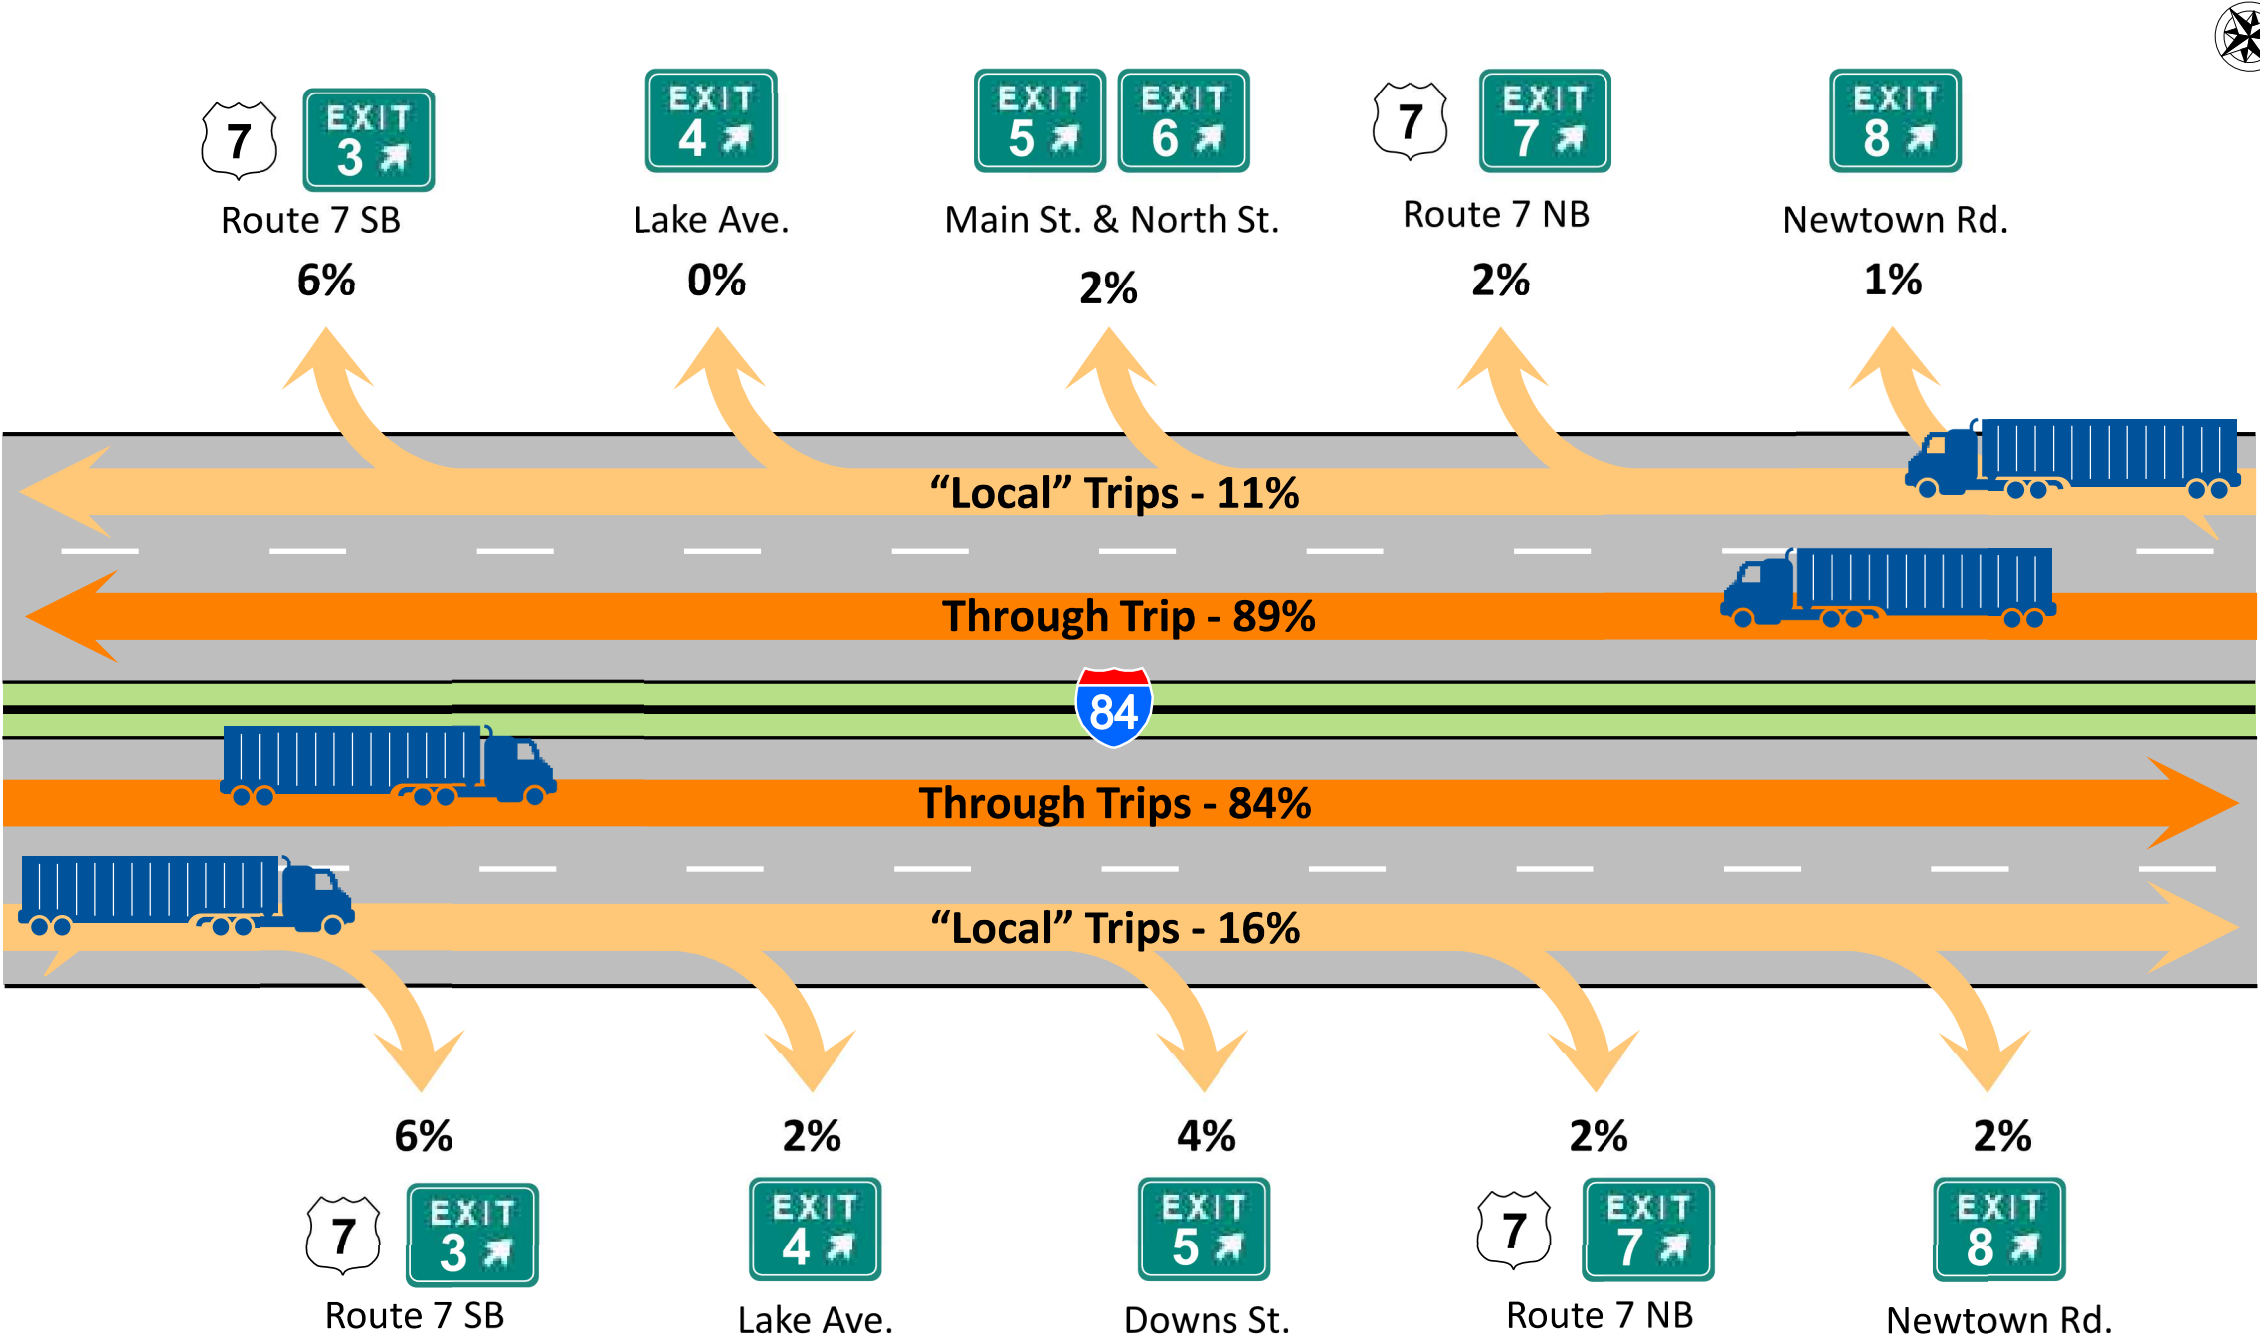 7
EXIT
3
Route 7 SB
6%
EXIT
4
Lake Ave.
0%
EXIT
5
EXIT
6
Main St. & North St.
2%
7
EXIT
7
Route 7 NB
2%
EXIT
8
Newtown Rd.
1%
“Local” Trips - 11%
Through Trip - 89%
84
Through Trips - 84%
“Local” Trips - 16%
6%
7
EXIT
3
Route 7 SB
2%
EXIT
4
Lake Ave.
4%
EXIT
5
Downs St.
2%
7
EXIT
7
Route 7 NB
2%
EXIT
8
Newtown Rd.